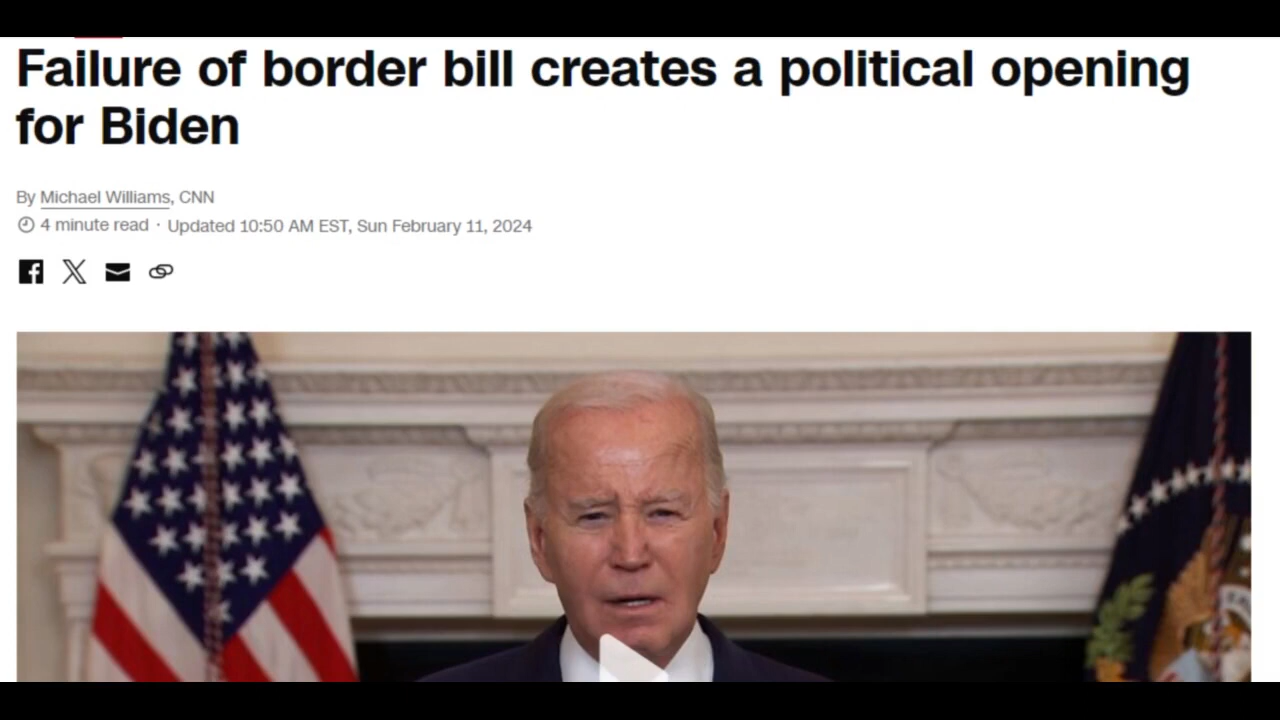 Failure of border bill creates a political opening
for Biden
By Michael Williams, CNN
4 minute read · Updated 10:50 AM EST, Sun February 11, 2024